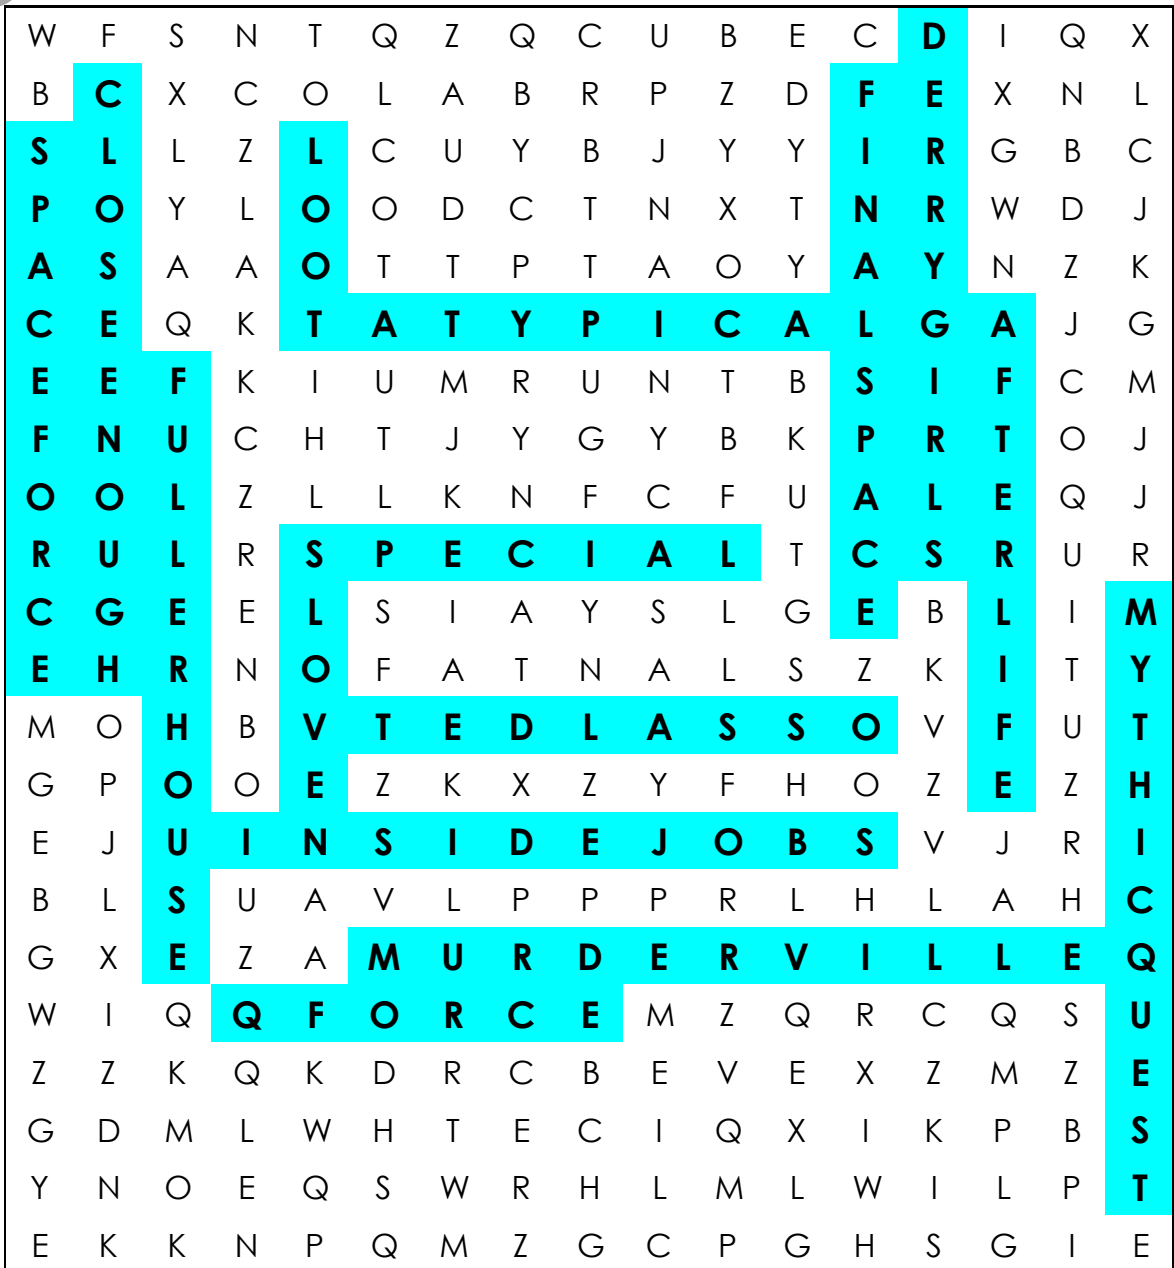 W F S N T Q Z Q C U B E C D I Q X
B C X C O L A B R P Z D F E X N L
S L L Z L C U Y B J Y Y I R G B C
P O Y L O O D C T N X T N R W D J
A S A A O T T P T A O Y A Y N Z K
C E Q K T A T Y P I C A L G A J G
E E F K I U M R U N T B S I F C M
F N U C H T J Y G Y B K P R T O J
O O L Z L L K N F C F U A L E Q J
R U L R S P E C I A L T C S R U R
C G E E L S I A Y S L G E B L I M
E H R N O F A T N A L S Z K I T Y
M O H B V T E D L A S S O V F U T
G P O O E Z K X Z Y F H O Z E Z H
E J U I N S I D E J O B S V J R I
B L S U A V L P P P R L H L A H C
G X E Z A M U R D E R V I L L E Q
W I Q Q F O R C E M Z Q R C Q S U
Z Z K Q K D R C B E V E X Z M Z E
G D M L W H T E C I Q X I K P B S
Y N O E Q S W R H L M L W I L P T
E K K N P Q M Z G C P G H S G I E